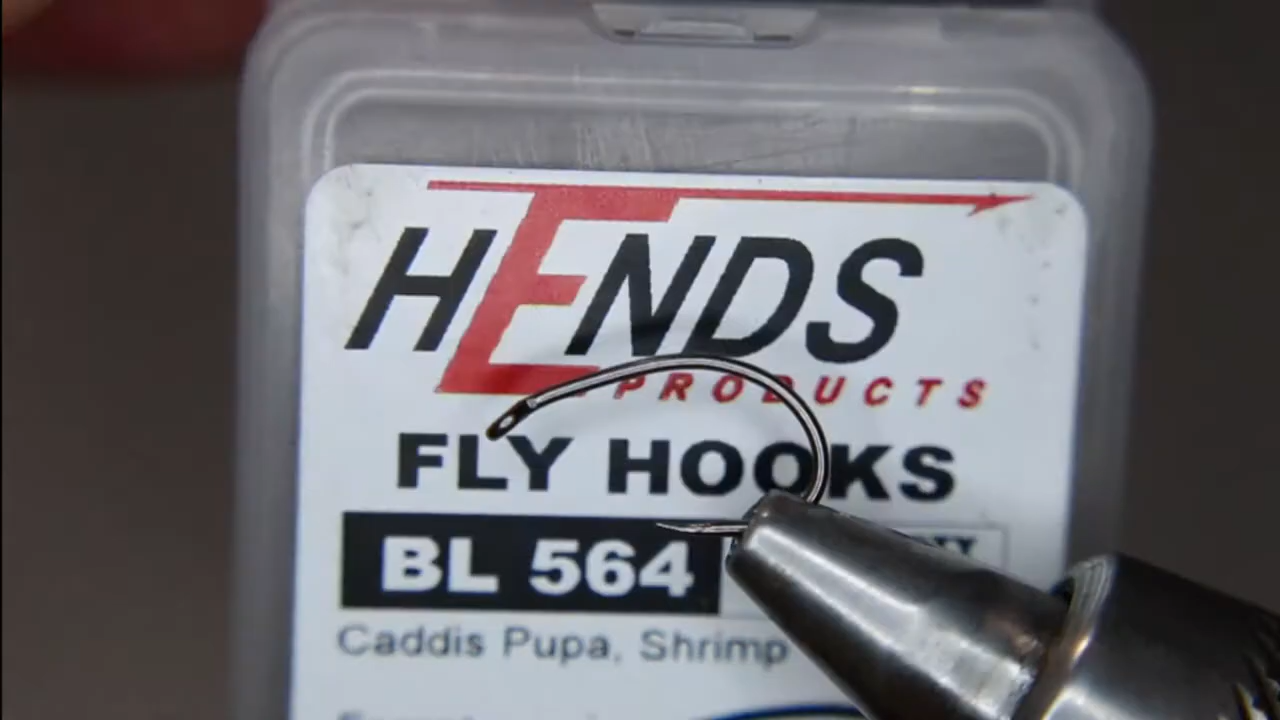 HENDS
PRODUCTS
FLY HOOKS
BL 564
Caddis Pupa, Shrimp